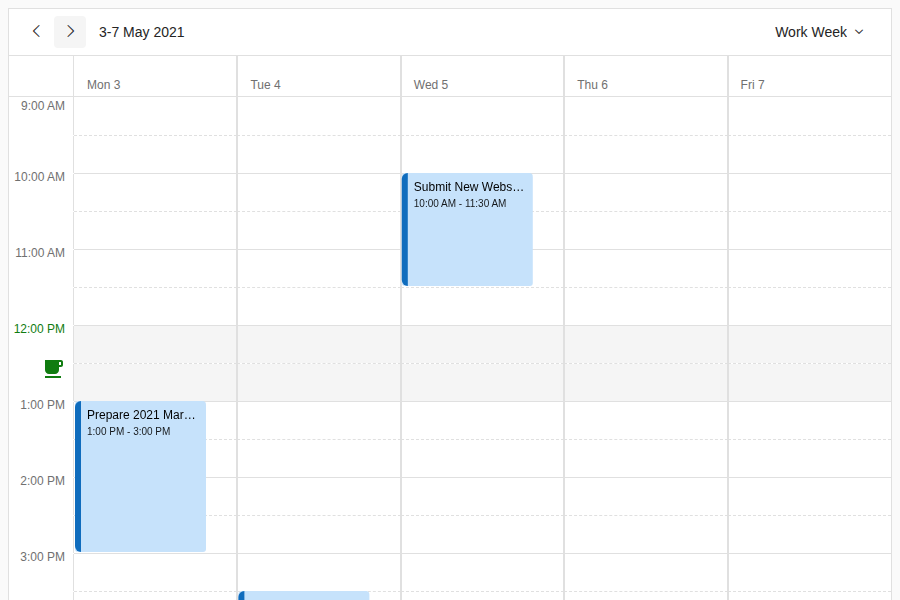 3-7 May 2021
Work Week
Mon 3
Tue 4
Wed 5
Thu 6
Fri 7
9:00 AM
10:00 AM
Submit New Webs…
10:00 AM - 11:30 AM
11:00 AM
12:00 PM
1:00 PM
Prepare 2021 Mar…
1:00 PM - 3:00 PM
2:00 PM
3:00 PM